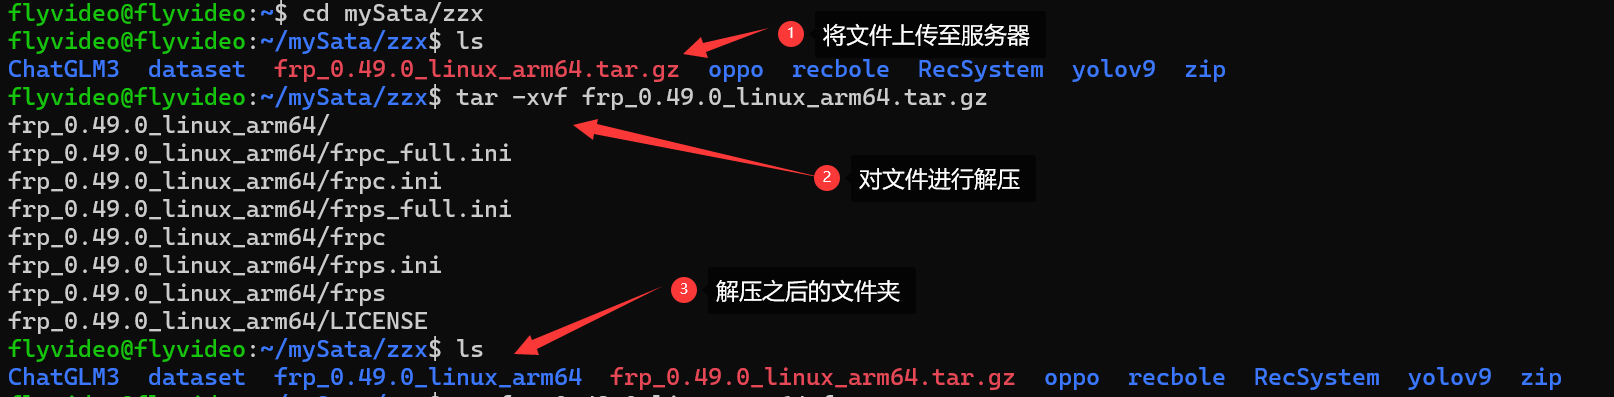 flyvideo@flyvideo:~$ cd mySata/zzx
flyvideo@flyvideo:~/mySata/zzx$ ls
1 将文件上传至服务器
ChatGLM3 dataset frp_0.49.0_linux_arm64.tar.gz oppo recbole RecSystem yolov9 zip
flyvideo@flyvideo:~/mySata/zzx$ tar -xvf frp_0.49.0_linux_arm64.tar.gz
frp_0.49.0_linux_arm64/
frp_0.49.0_linux_arm64/frpc_full.ini
frp_0.49.0_linux_arm64/frpc.ini
2 对文件进行解压
frp_0.49.0_linux_arm64/frps_full.ini
frp_0.49.0_linux_arm64/frpc
frp_0.49.0_linux_arm64/frps.ini
frp_0.49.0_linux_arm64/frps
3 解压之后的文件夹
frp_0.49.0_linux_arm64/LICENSE
flyvideo@flyvideo:~/mySata/zzx$ ls
ChatGLM3 dataset frp_0.49.0_linux_arm64 frp_0.49.0_linux_arm64.tar.gz oppo recbole RecSystem yolov9 zip